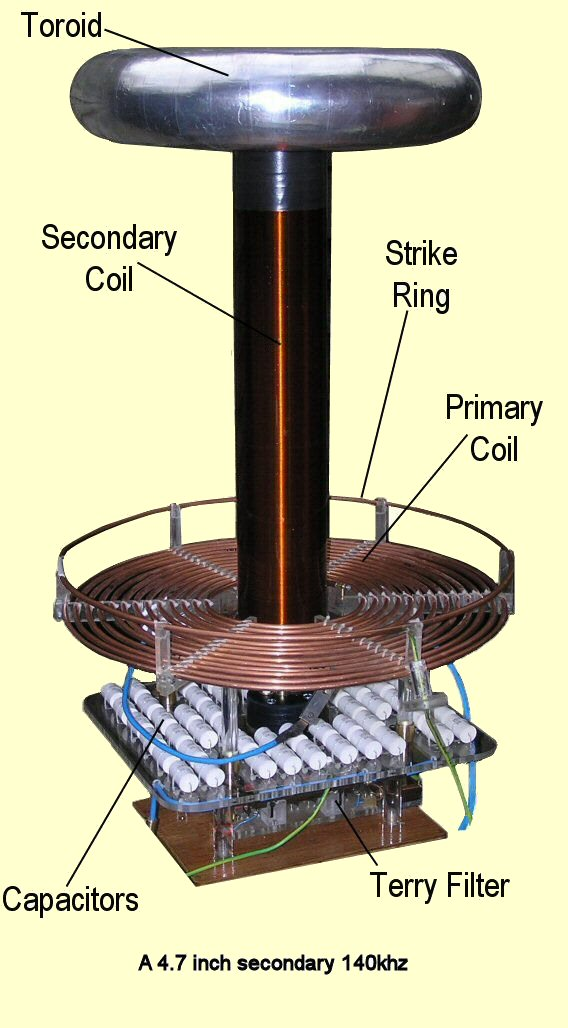 Toroid
Secondary
Coil
Strike
Ring
Primary
Coil
Capacitors
Terry Filter
A 4.7 inch secondary 140khz